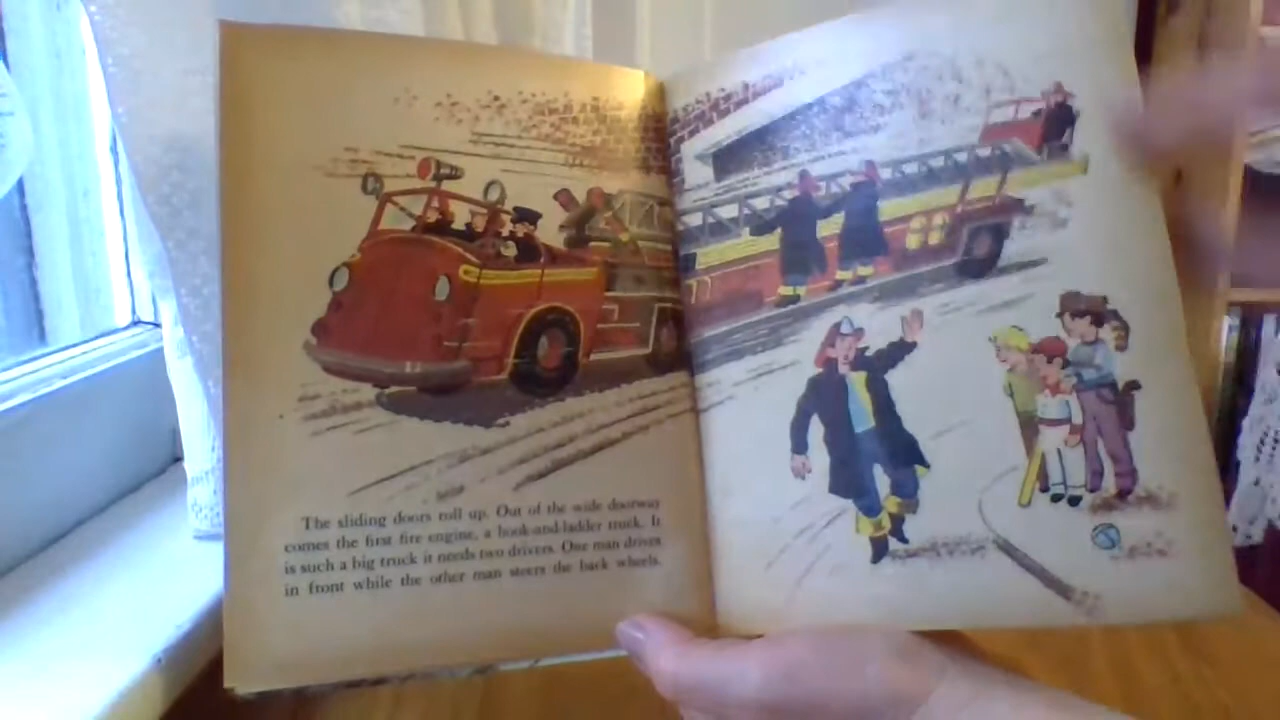 The sliding doors roll up. Out of the wide doorway
comes the first fire engine, a hook-and-ladder truck. It
is such a big truck it needs two drivers. One man drives
in front while the other man steers the back wheels.